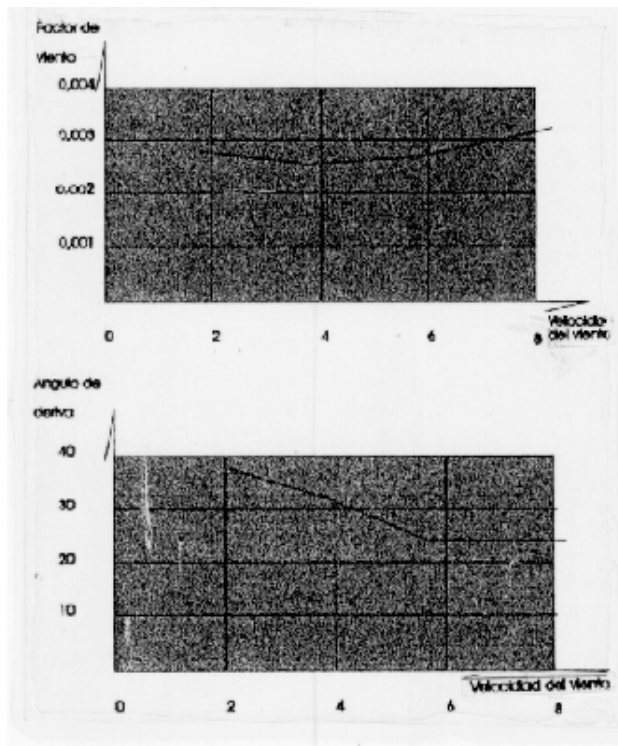 Factor de
viento
0,004
0,003
0,002
0,001
0 2 4 6 8
Velocida
del viento
Angulo de
deriva
40
30
20
10
0 2 4 6 8
Velocidad del viento